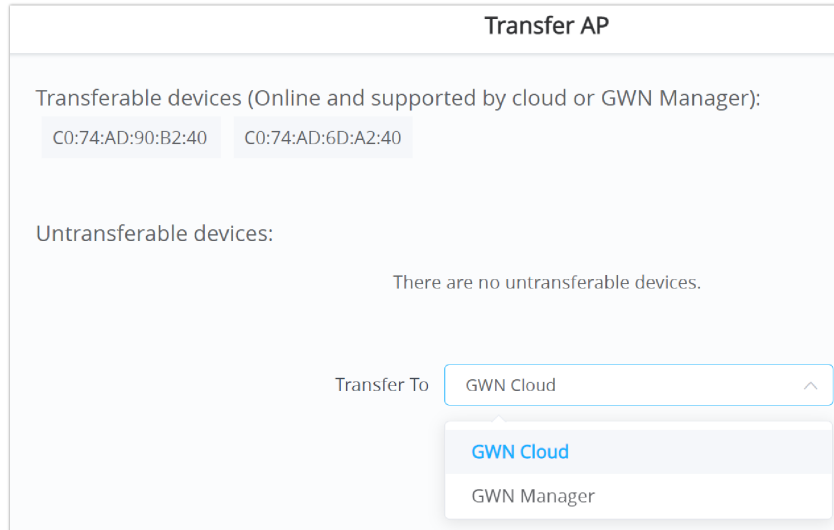 Transfer AP
Transferable devices (Online and supported by cloud or GWN Manager):
C0:74:AD:90:B2:40 C0:74:AD:6D:A2:40
Untransferable devices:
There are no untransferable devices.
Transfer To GWN Cloud
GWN Cloud
GWN Manager